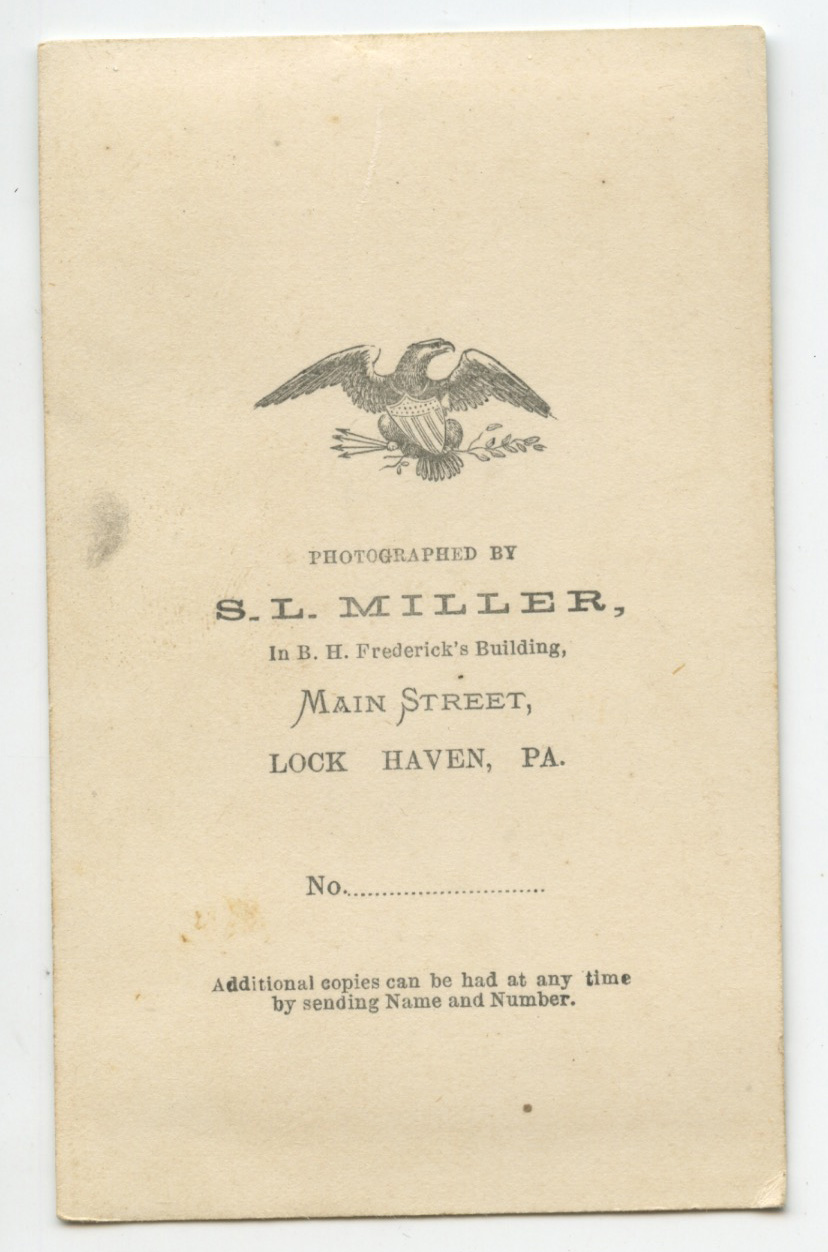 PHOTOGRAPHED BY
S. L. MILLER,
In B. H. Frederick's Building,
MAIN STREET,
LOCK HAVEN, PA.
No...........................
Additional copies can be had at any time
by sending Name and Number.